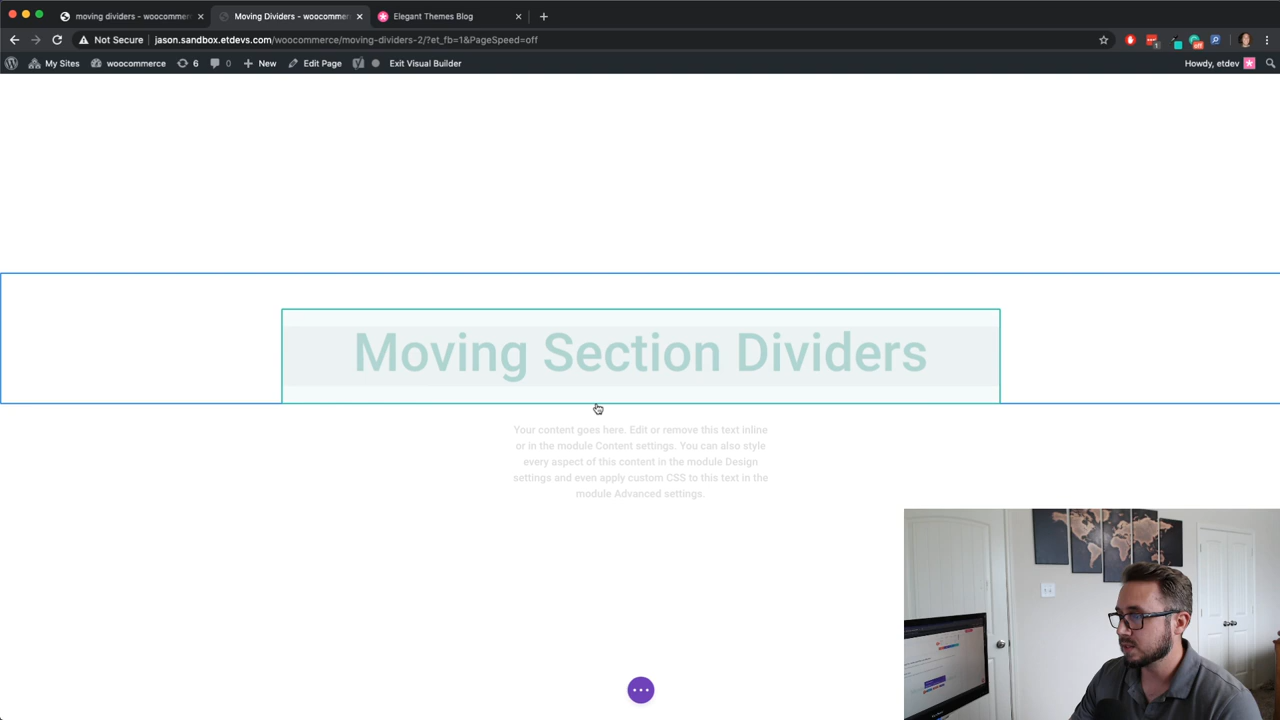 moving dividers - woocommerc
Moving Dividers - woocommerc
Elegant Themes Blog
Not Secure
jason.sandbox.etdevs.com/woocommerce/moving-dividers-2/?et_fb=1&PageSpeed=off
My Sites
woocommerce
6
0
New
Edit Page
Exit Visual Builder
Howdy, etdev
Moving Section Dividers
Your content goes here. Edit or remove this text inline
or in the module Content settings. You can also style
every aspect of this content in the module Design
settings and even apply custom CSS to this text in the
module Advanced settings.